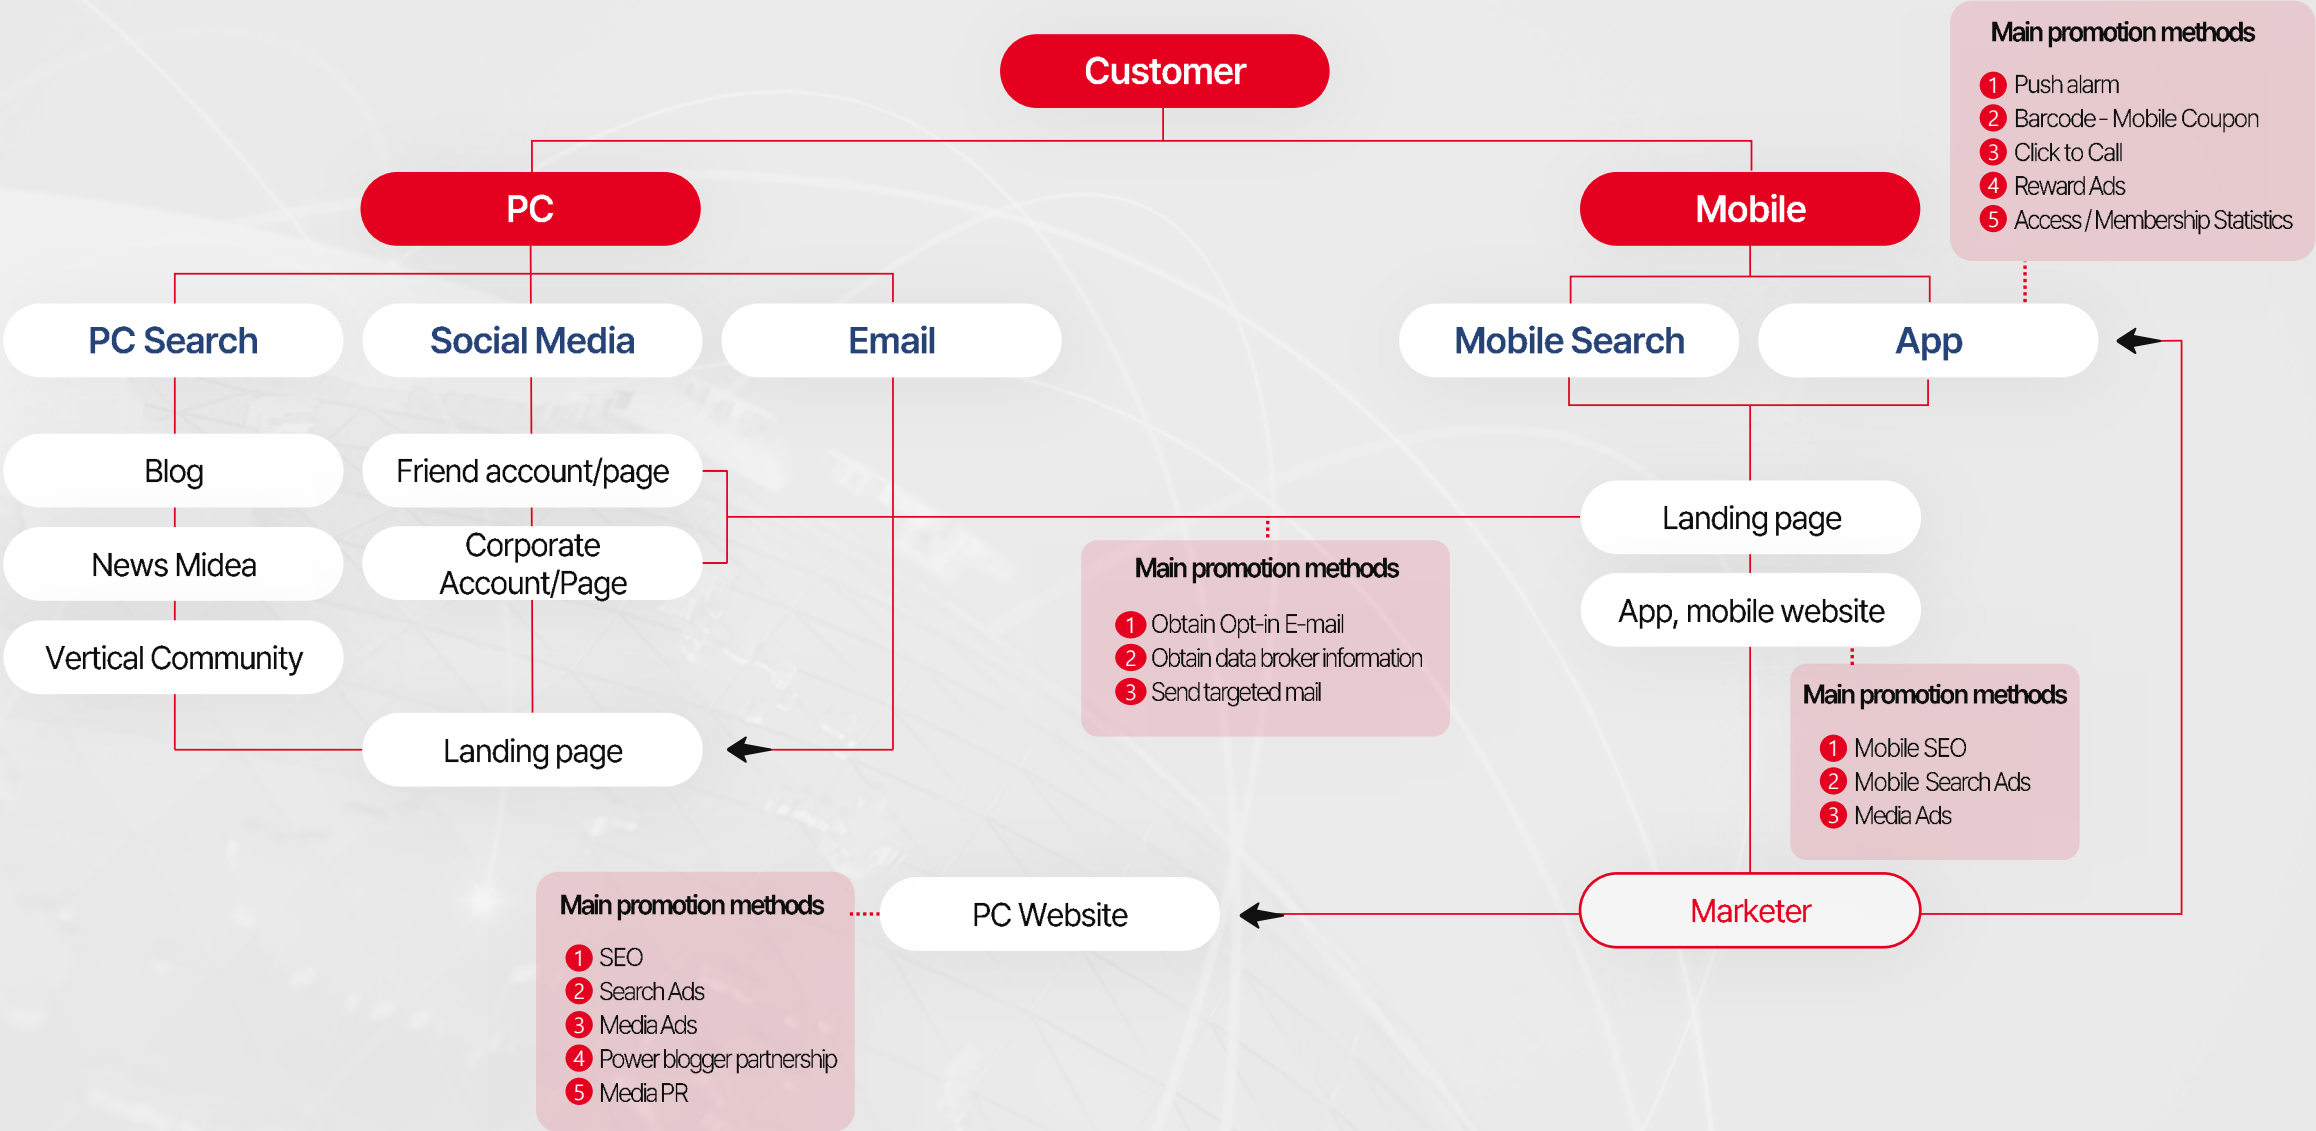 Customer
PC
Mobile
Main promotion methods
1 Push alarm
2 Barcode - Mobile Coupon
3 Click to Call
4 Reward Ads
5 Access / Membership Statistics
PC Search
Social Media
Email
Mobile Search
App
Blog
News Midea
Vertical Community
Friend account/page
Corporate
Account/Page
Landing page
Landing page
App, mobile website
Main promotion methods
1 Obtain Opt-in E-mail
2 Obtain data broker information
3 Send targeted mail
Main promotion methods
1 Mobile SEO
2 Mobile Search Ads
3 Media Ads
Marketer
PC Website
Main promotion methods
1 SEO
2 Search Ads
3 Media Ads
4 Power blogger partnership
5 Media PR